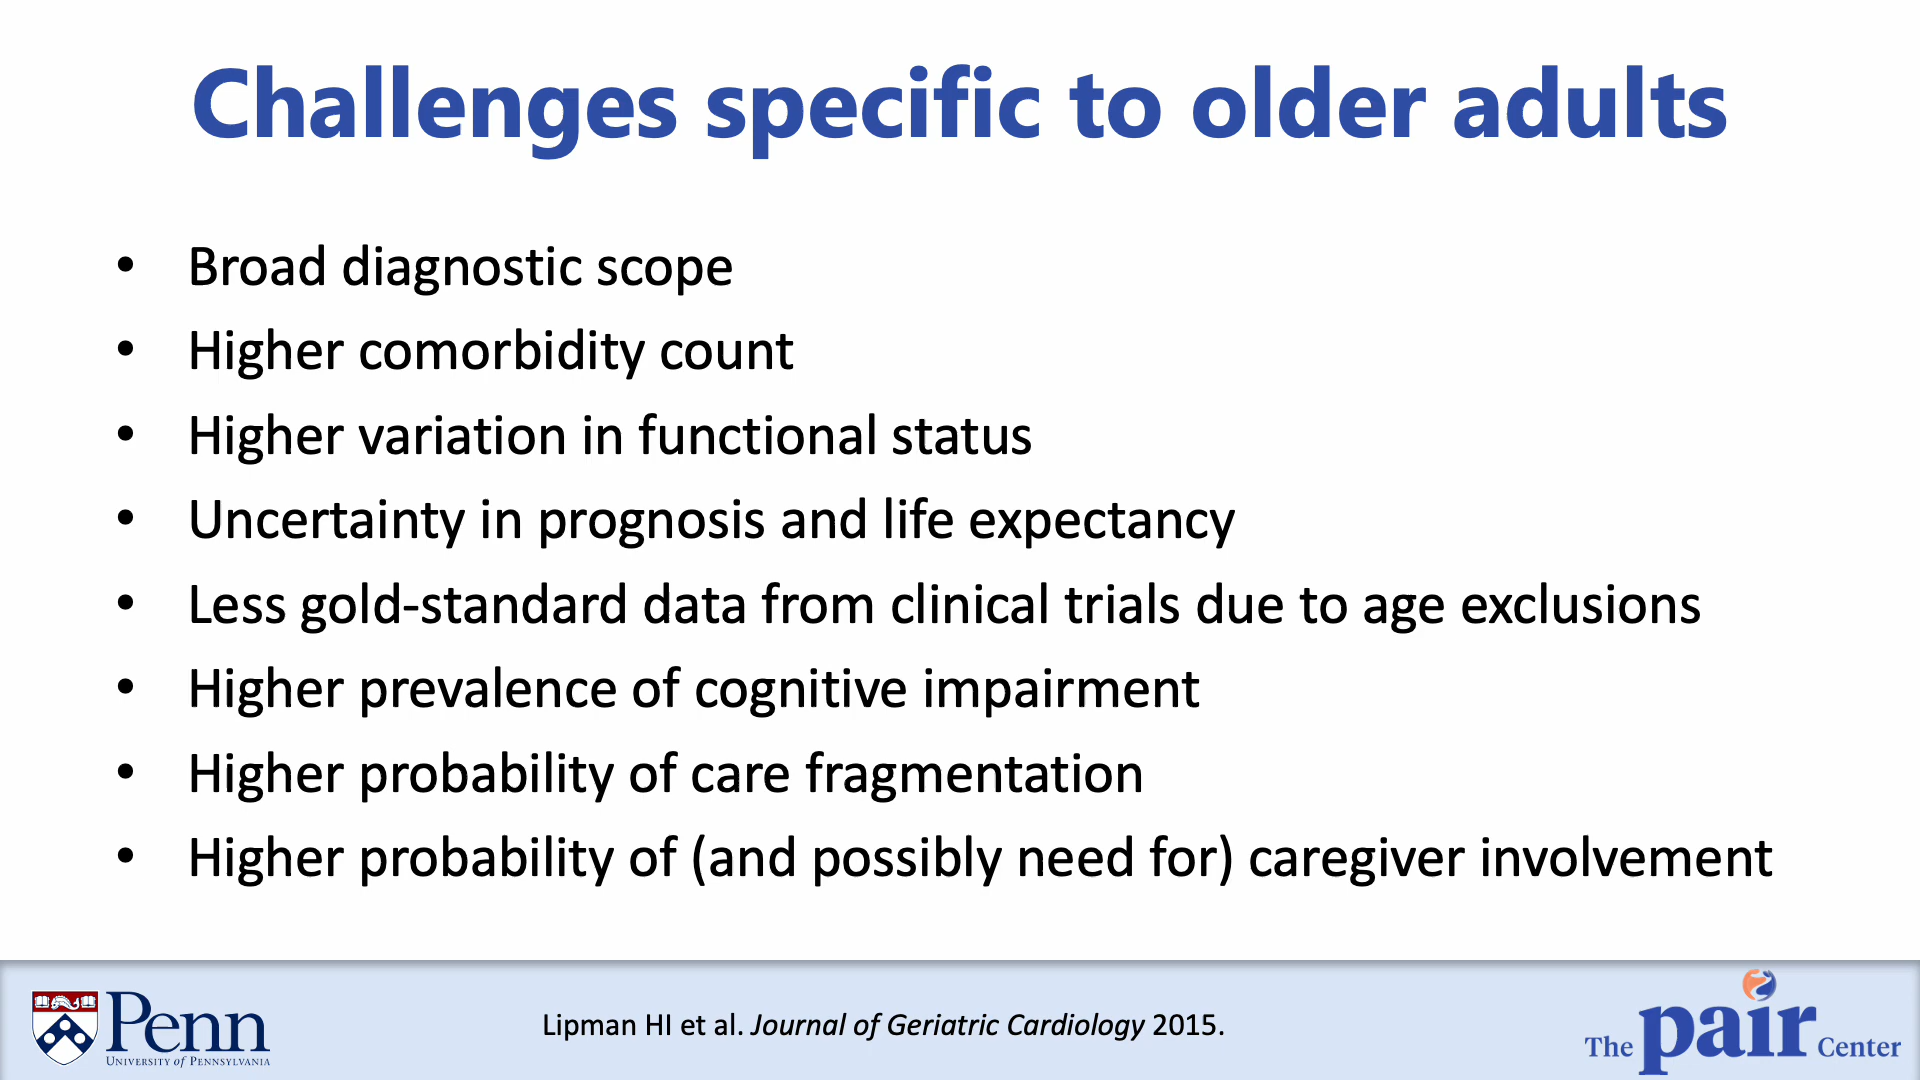 Challenges specific to older adults
• Broad diagnostic scope
• Higher comorbidity count
• Higher variation in functional status
• Uncertainty in prognosis and life expectancy
• Less gold-standard data from clinical trials due to age exclusions
• Higher prevalence of cognitive impairment
• Higher probability of care fragmentation
• Higher probability of (and possibly need for) caregiver involvement
Penn
University of Pennsylvania
Lipman HI et al. Journal of Geriatric Cardiology 2015.
The pair Center